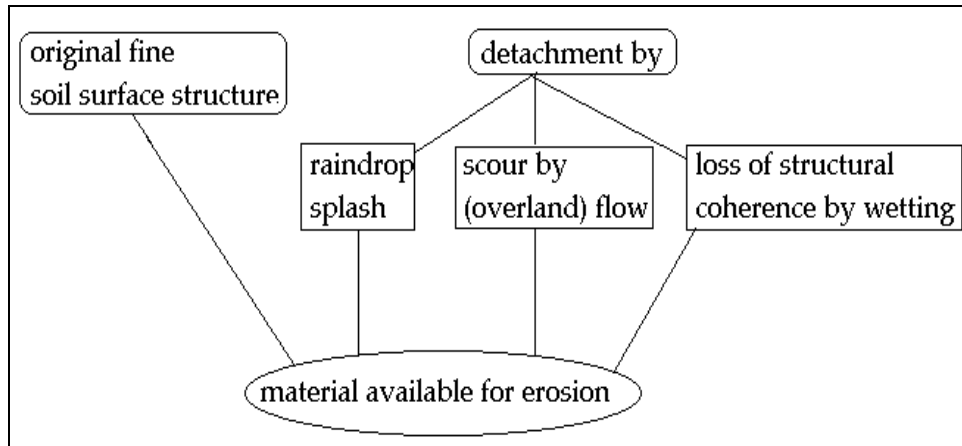 original fine
soil surface structure
detachment by
raindrop
splash
scour by
(overland) flow
loss of structural
coherence by wetting
material available for erosion